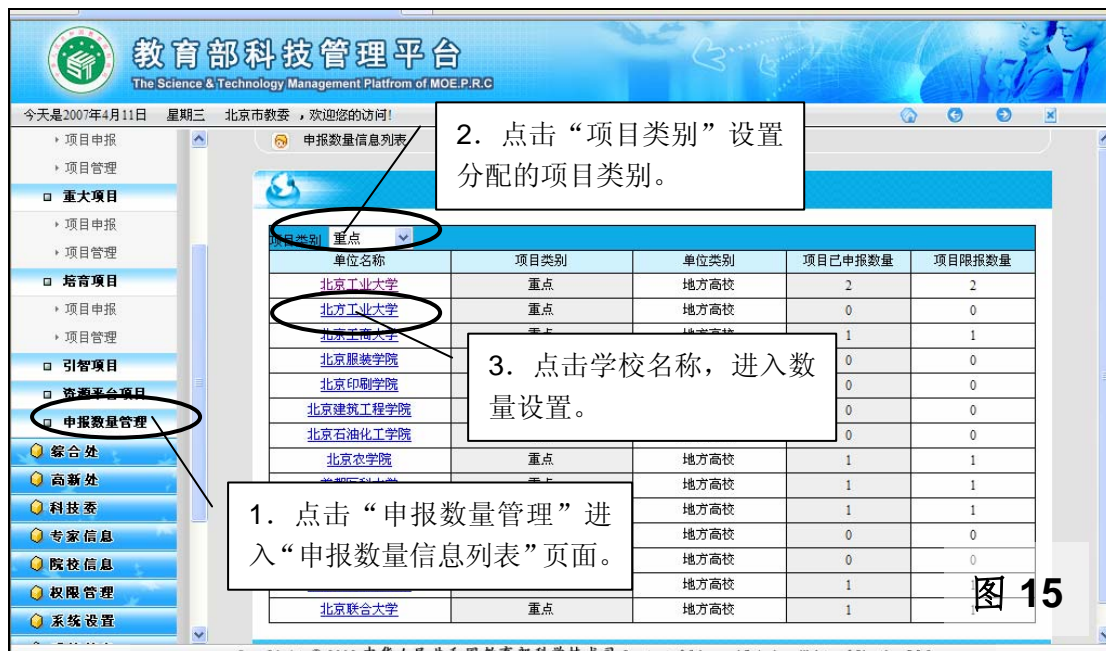 教育部科技管理平台
The Science & Technology Management Platfrom of MOE.P.R.C
今天是2007年4月11日 星期三 北京市教委 ，欢迎您的访问!
项目申报
项目管理
重大项目
项目申报
项目管理
培育项目
项目申报
项目管理
引智项目
资源平台项目
申报数量管理
综合处
高新处
科技委
专家信息
院校信息
权限管理
系统设置
申报数量信息列表
2. 点击“项目类别”设置
分配的项目类别。
项目类别 重点
单位名称 项目类别 单位类别 项目已申报数量 项目限报数量
北京工业大学 重点 地方高校 2 2
北方工业大学 重点 地方高校 0 0
北京工商大学 重点 地方高校 1 1
北京服装学院 0 0
北京印刷学院 0 0
北京建筑工程学院 0 0
北京石油化工学院 0 0
北京农学院 重点 地方高校 1 1
首都医科大学 重点 地方高校 1 1
地方高校 1 1
地方高校 0 0
地方高校 0 0
地方高校 1 1
北京联合大学 重点 地方高校 1 1
3. 点击学校名称，进入数
量设置。
1. 点击“申报数量管理”进
入“申报数量信息列表”页面。
图 15